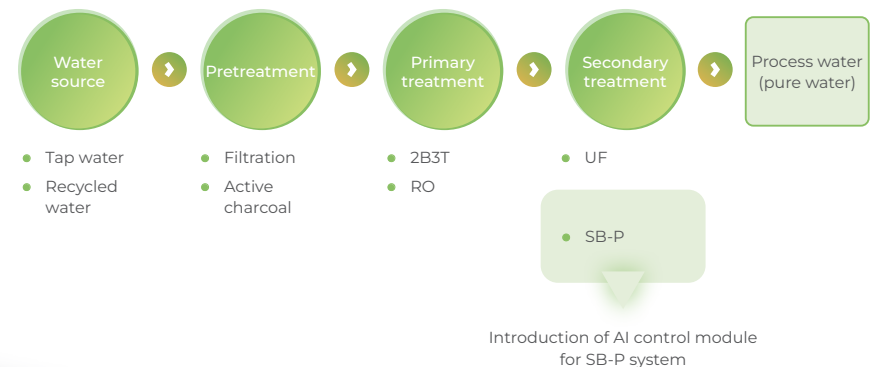 Water
source
Pretreatment
Primary
treatment
Secondary
treatment
Process water
(pure water)
Tap water
Recycled
water
Filtration
Active
charcoal
2B3T
RO
UF
SB-P
Introduction of AI control module
for SB-P system